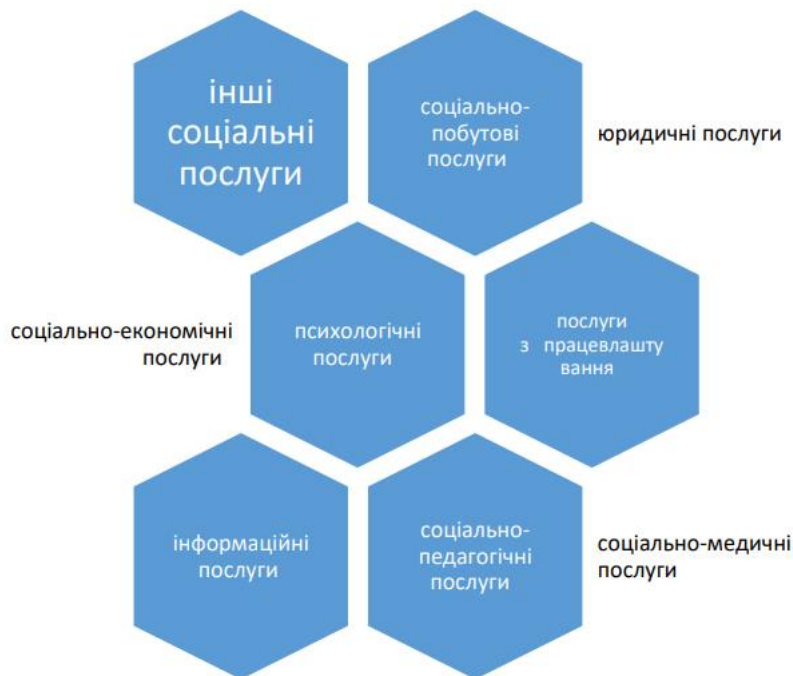 інші
соціальні
послуги
соціально-
побутові
послуги
юридичні послуги
соціально-економічні
послуги
психологічні
послуги
послуги
з працевлашту
вання
інформаційні
послуги
соціально-
педагогічні
послуги
соціально-медичні
послуги